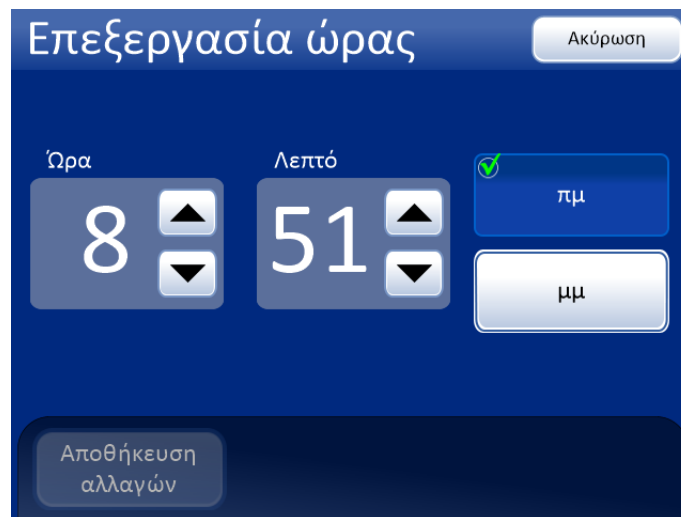 Επεξεργασία ώρας
Ακύρωση
Ώρα
Λεπτό
8
51
πμ
μμ
Αποθήκευση
αλλαγών